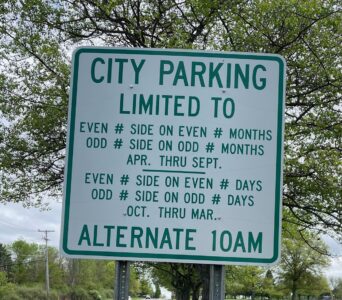 CITY PARKING
LIMITED TO
EVEN # SIDE ON EVEN # MONTHS
ODD # SIDE ON ODD # MONTHS
APR. THRU SEPT.
EVEN # SIDE ON EVEN # DAYS
ODD # SIDE ON ODD # DAYS
OCT. THRU MAR.
ALTERNATE 10AM